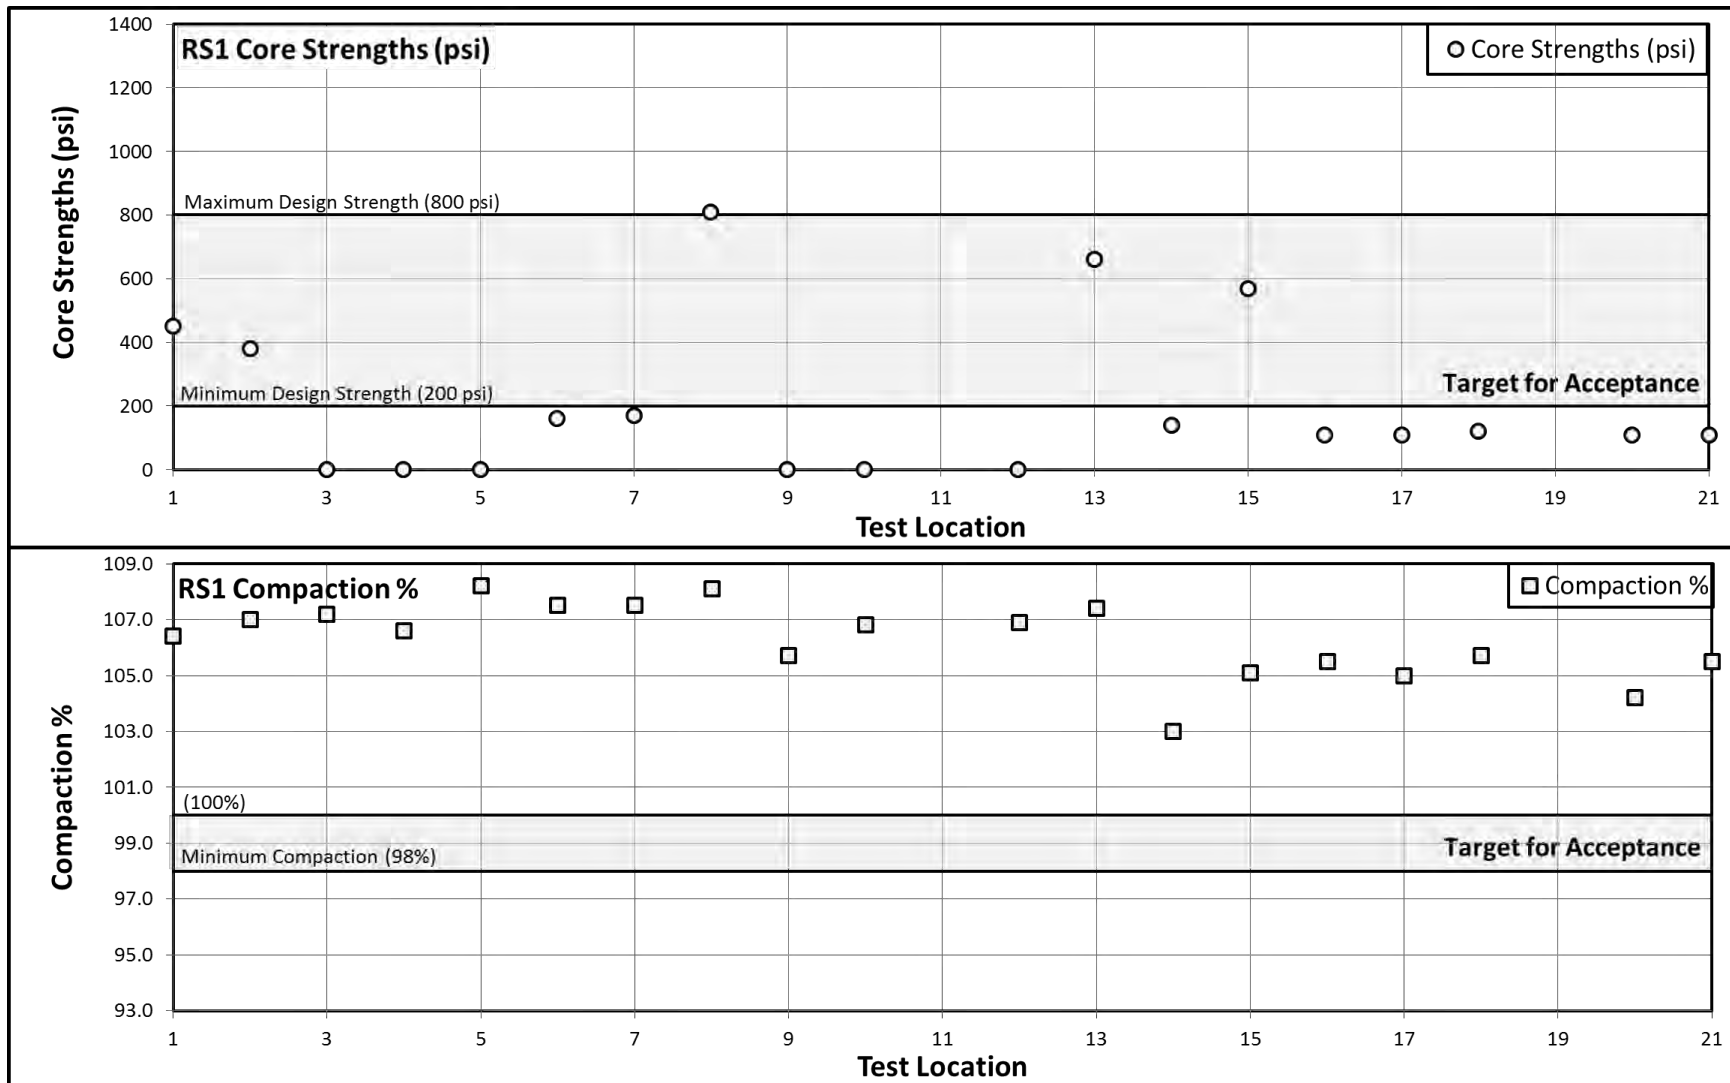 1400
RS1 Core Strengths (psi)
Core Strengths (psi)
1200
1000
Maximum Design Strength (800 psi)
800
600
400
Minimum Design Strength (200 psi)
Target for Acceptance
200
0
Core Strengths (psi)
1 3 5 7 9 11 13 15 17 19 21
Test Location
109.0
RS1 Compaction %
Compaction %
107.0
105.0
103.0
101.0
(100%)
99.0
Minimum Compaction (98%)
Target for Acceptance
97.0
95.0
93.0
Compaction %
1 3 5 7 9 11 13 15 17 19 21
Test Location